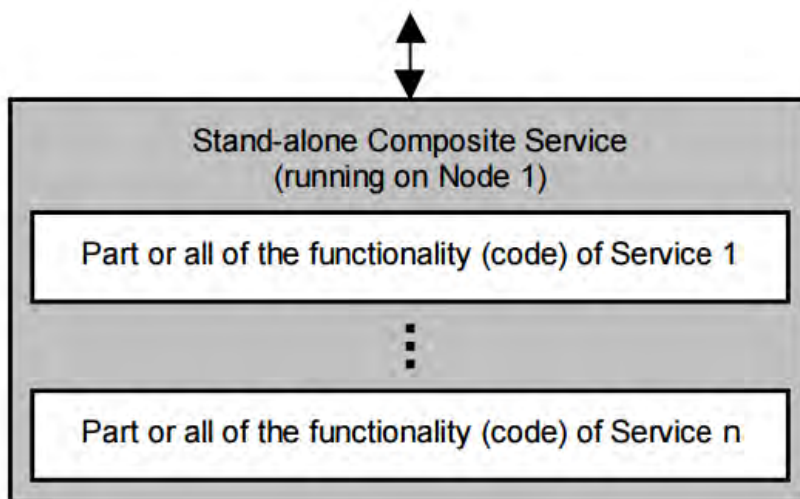 Stand-alone Composite Service
(running on Node 1)
Part or all of the functionality (code) of Service 1
Part or all of the functionality (code) of Service n